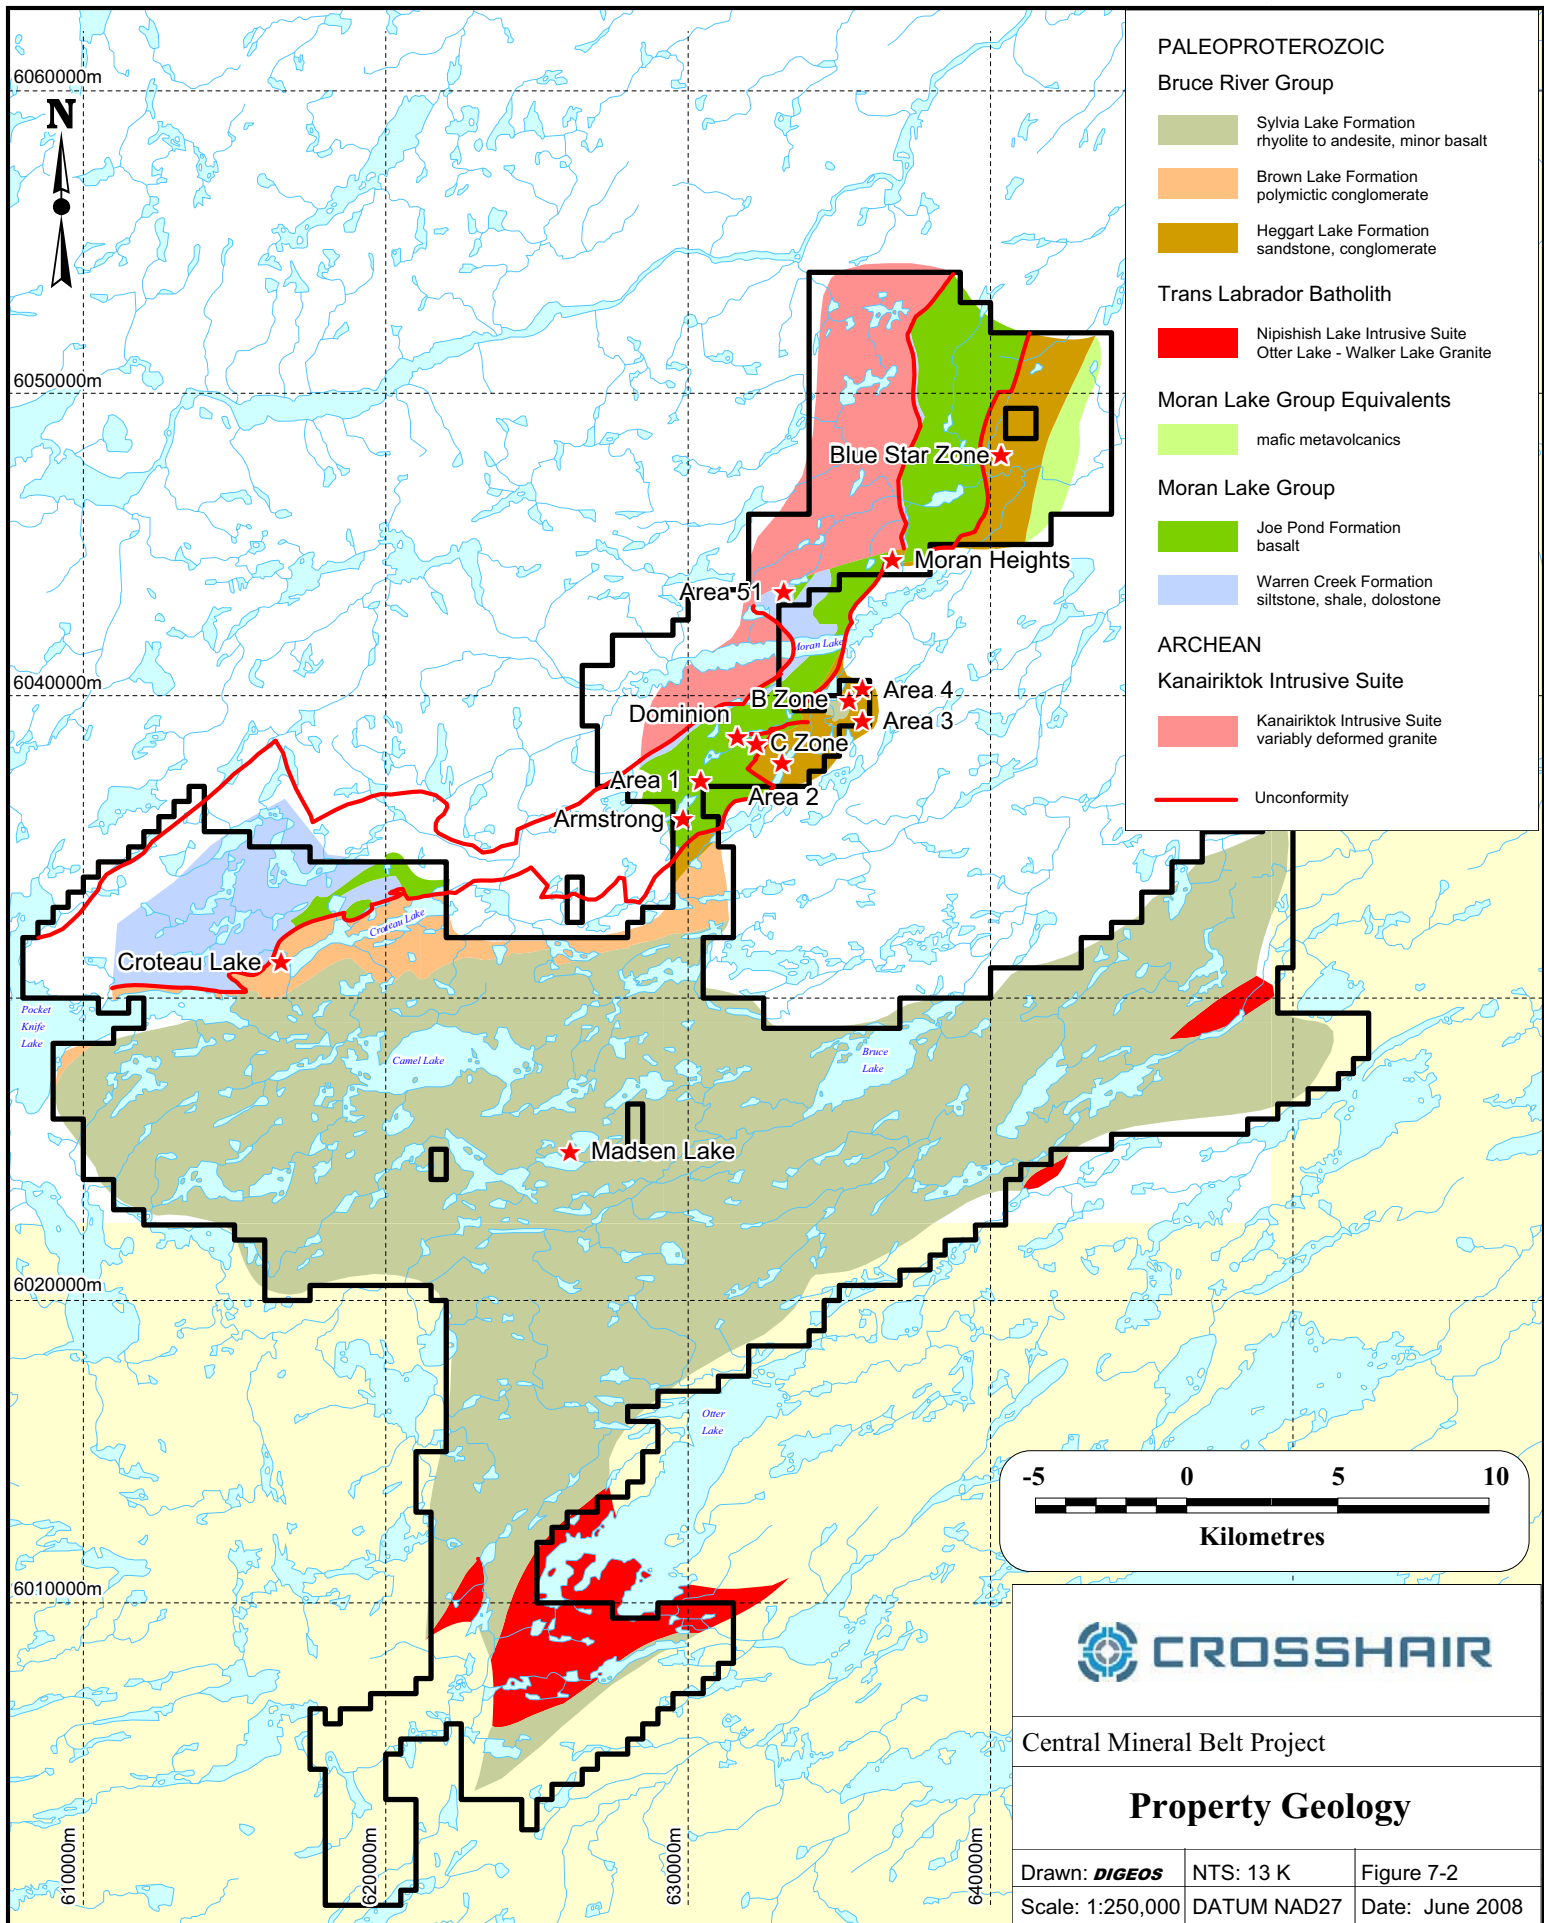 PALEOPROTEROZOIC
Bruce River Group
Sylvia Lake Formation
rhyolite to andesite, minor basalt
Brown Lake Formation
polymictic conglomerate
Heggart Lake Formation
sandstone, conglomerate
Trans Labrador Batholith
Nipishish Lake Intrusive Suite
Otter Lake - Walker Lake Granite
Moran Lake Group Equivalents
mafic metavolcanics
Moran Lake Group
Joe Pond Formation
basalt
Warren Creek Formation
siltstone, shale, dolostone
ARCHEAN
Kanairiktok Intrusive Suite
Kanairiktok Intrusive Suite
variably deformed granite
Unconformity
6060000m
N
6050000m
Blue Star Zone
Moran Heights
Area 51
Moran Lake
6040000m
B Zone
Area 4
Dominion
Area 3
C Zone
Area 1
Area 2
Armstrong
Croteau Lake
Croteau Lake
Pocket
Knife
Lake
Camel Lake
Bruce
Lake
Madsen Lake
6020000m
Otter
Lake
6010000m
610000m
620000m
630000m
640000m
-5 0 5 10
Kilometres
CROSSHAIR
Central Mineral Belt Project
Property Geology
Drawn: DIGEOS NTS: 13 K Figure 7-2
Scale: 1:250,000 DATUM NAD27 Date: June 2008